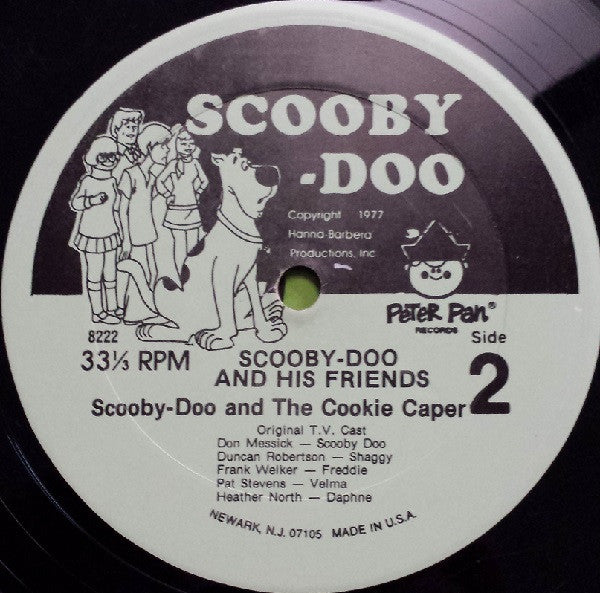 SCOOBY
-DOO
Copyright 1977
Hanna-Barbera
Productions, Inc
PETER PAN®
RECORDS
8222
Side
2
33⅓ RPM
SCOOBY-DOO
AND HIS FRIENDS
Scooby-Doo and The Cookie Caper
Original T.V. Cast
Don Messick — Scooby Doo
Duncan Robertson — Shaggy
Frank Welker — Freddie
Pat Stevens — Velma
Heather North — Daphne
NEWARK, N.J. 07105 MADE IN U.S.A.